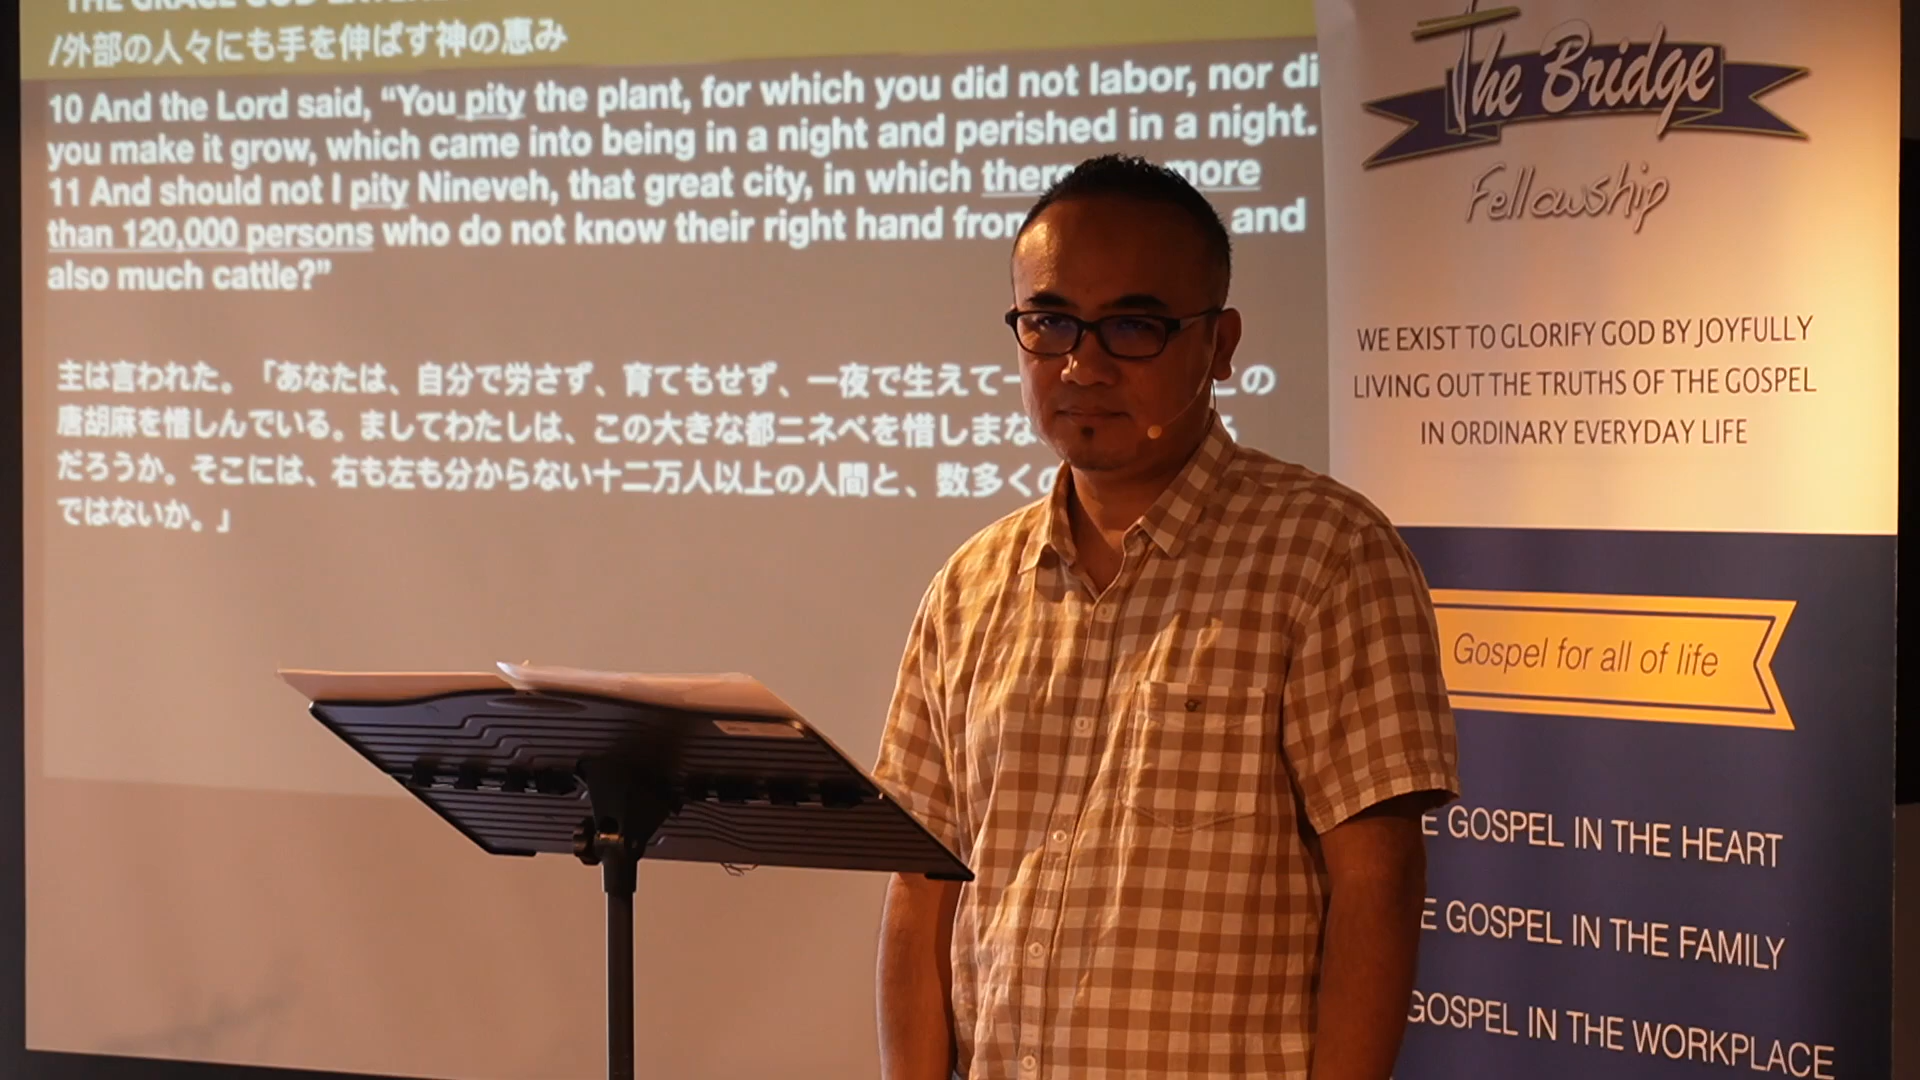 THE GRACE GOD
/外部の人々にも手を伸ばす神の恵み
10 And the Lord said, “You pity the plant, for which you did not labor, nor di
you make it grow, which came into being in a night and perished in a night.
11 And should not I pity Nineveh, that great city, in which more
than 120,000 persons who do not know their right hand from and
also much cattle?”
主は言われた。「あなたは、自分で労さず、育てもせず、一夜で生えて一 この
唐胡麻を惜しんでいる。ましてわたしは、この大きな都ニネベを惜しまな
だろうか。そこには、右も左も分からない十二万人以上の人間と、数多くの
ではないか。」
The Bridge
Fellowship
WE EXIST TO GLORIFY GOD BY JOYFULLY
LIVING OUT THE TRUTHS OF THE GOSPEL
IN ORDINARY EVERYDAY LIFE
Gospel for all of life
E GOSPEL IN THE HEART
E GOSPEL IN THE FAMILY
GOSPEL IN THE WORKPLACE